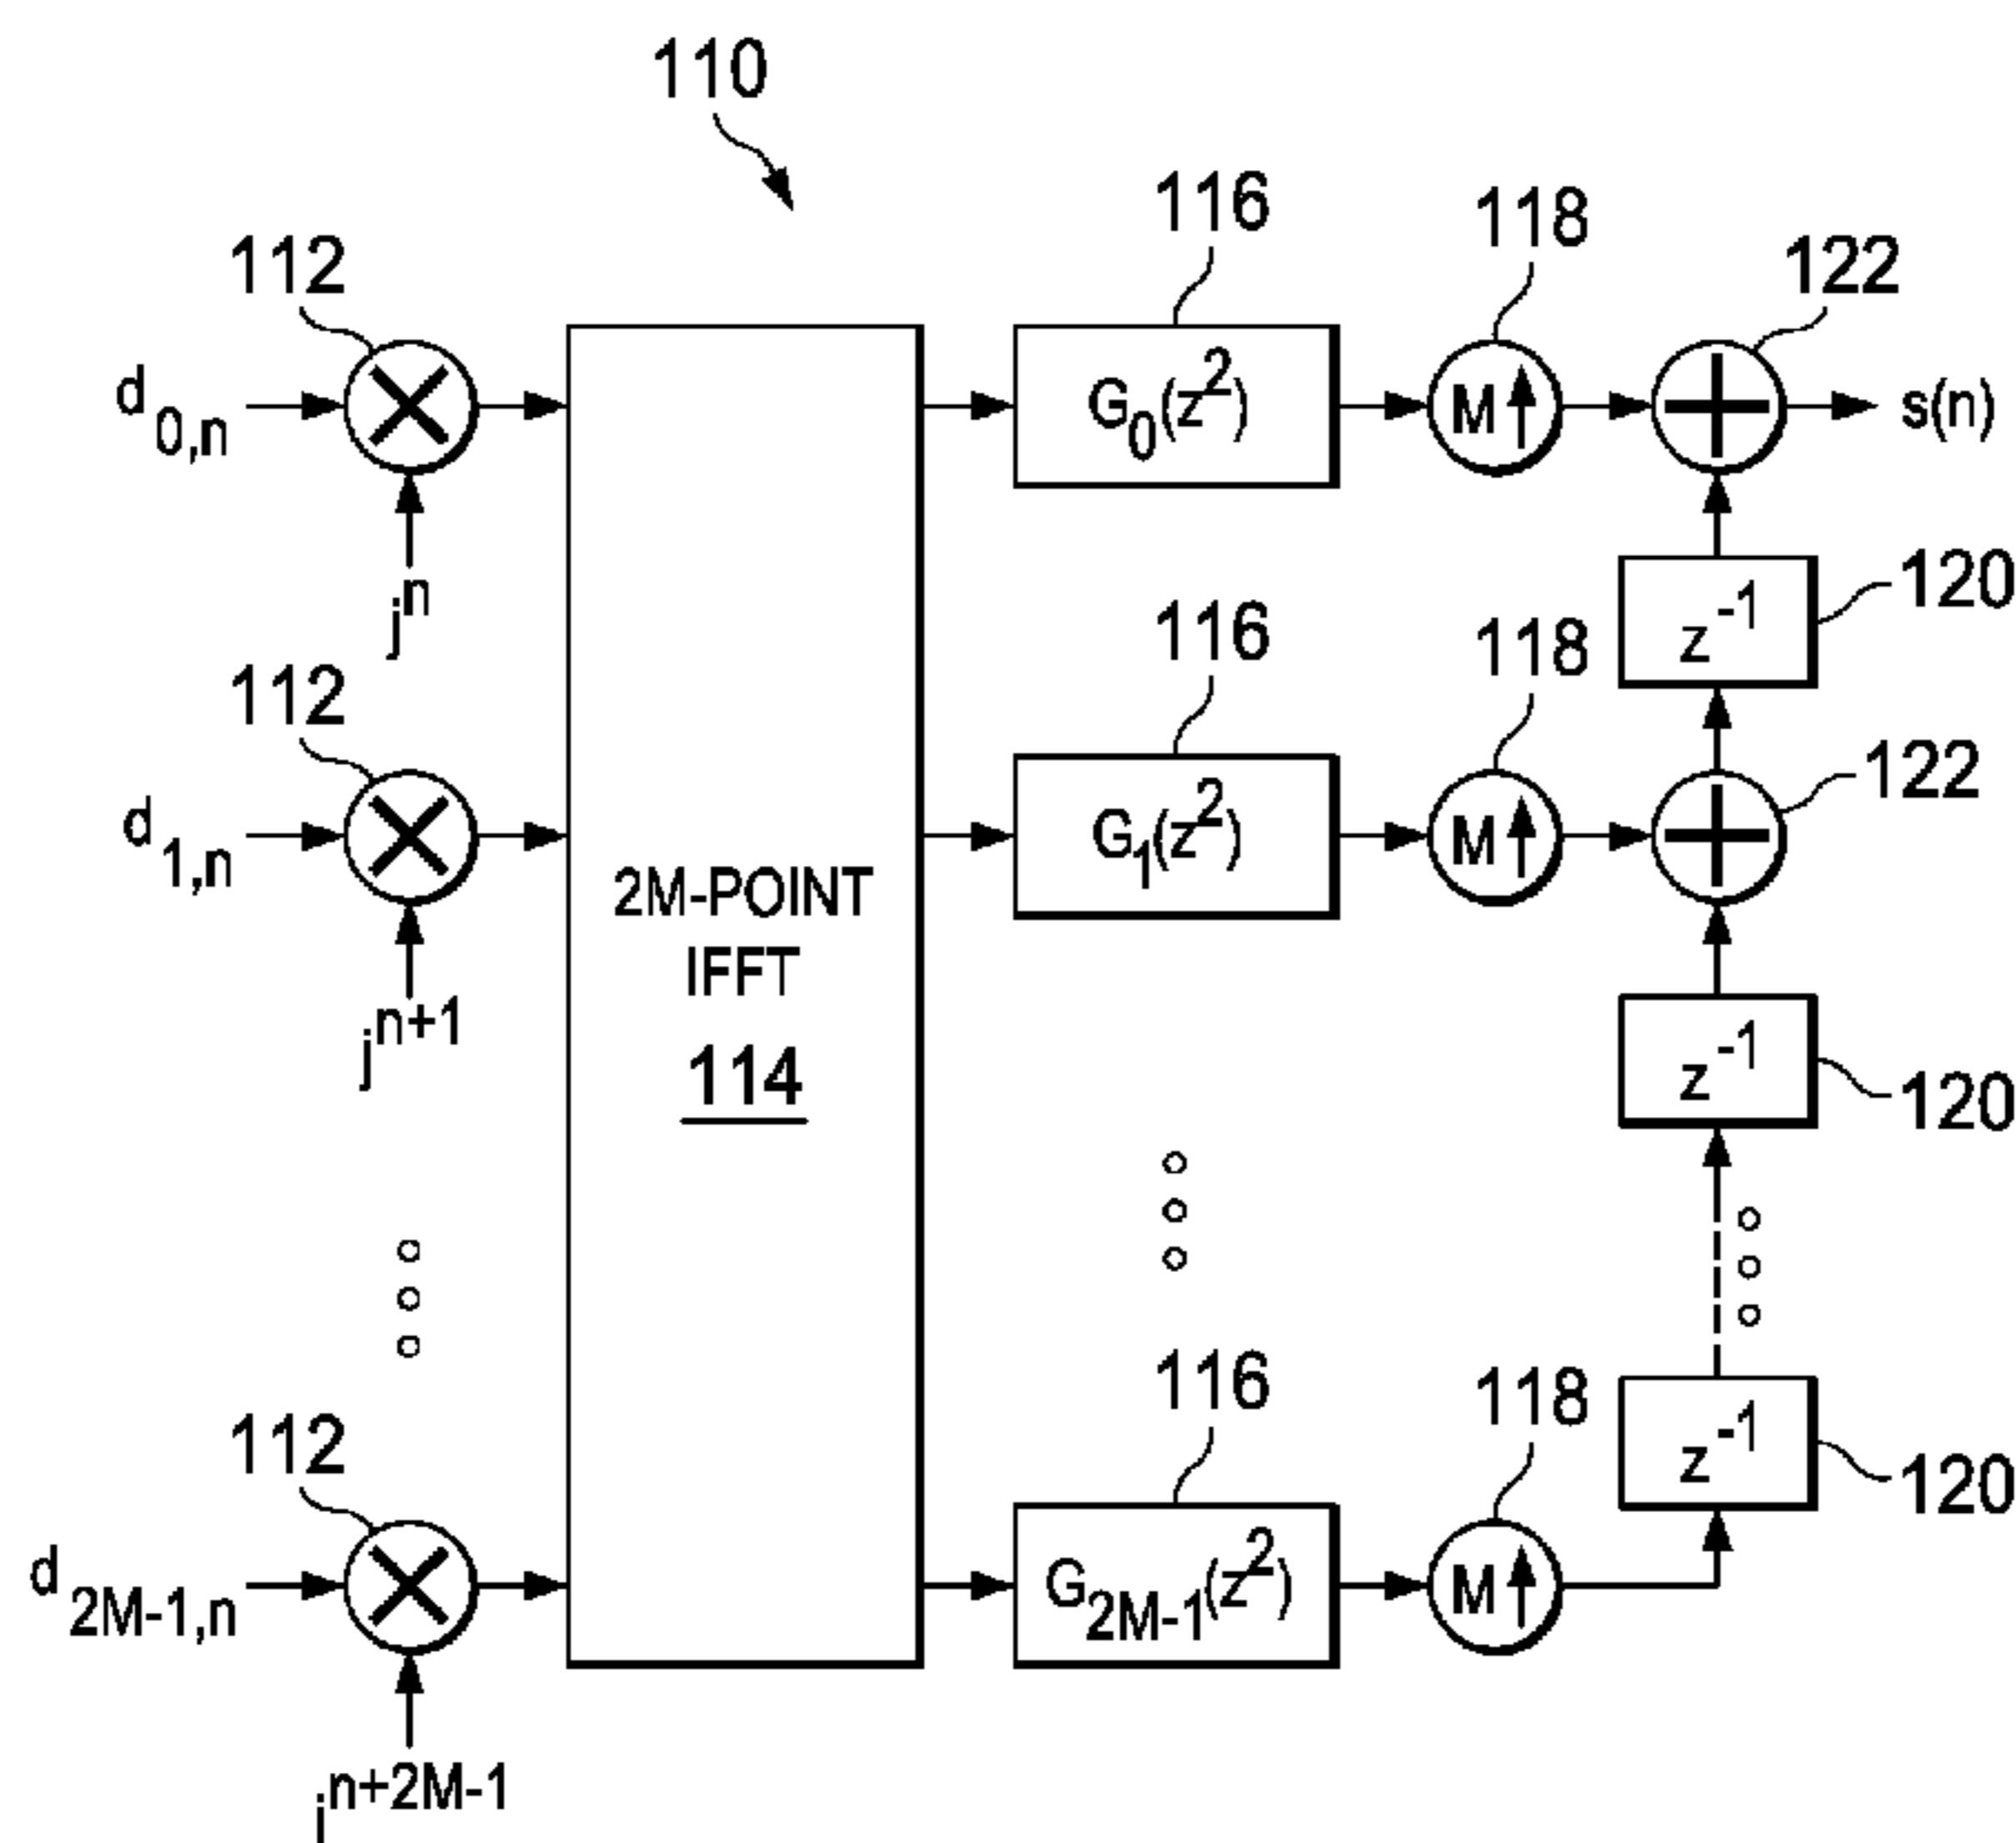 110
112
116
118
122
d0,n
G0(z²)
M
s(n)
jⁿ
z⁻¹
120
112
116
118
122
d1,n
G1(z²)
M
jⁿ⁺¹
2M-POINT
IFFT
114
z⁻¹
120
112
116
118
d2M-1,n
G2M-1(z²)
M
z⁻¹
120
jⁿ⁺²ᴹ⁻¹